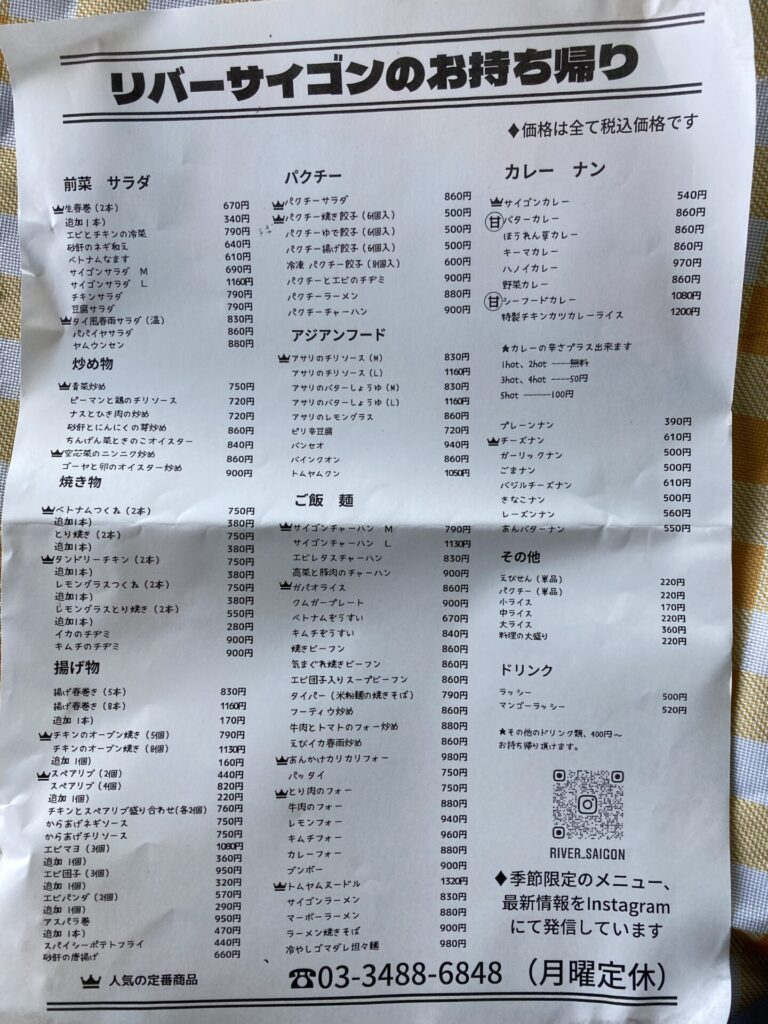 リバーサイゴンのお持ち帰り
♦価格は全て税込価格です
前菜 サラダ
生春巻(2本) 670円
追加1本) 340円
エビとチキンの冷菜 790円
砂肝のネギ和え 640円
ベトナムなます 610円
サイゴンサラダ M 690円
サイゴンサラダ L 1160円
チキンサラダ 790円
豆腐サラダ 790円
タイ風春雨サラダ(温) 830円
パパイヤサラダ 860円
ヤムウンセン 880円
炒め物
青菜炒め 750円
ピーマンと鶏のチリソース 720円
ナスとひき肉の炒め 720円
砂肝とにんにくの芽炒め 860円
ちんげん菜ときのこオイスター 840円
空芯菜のニンニク炒め 860円
ゴーヤと卵のオイスター炒め 900円
焼き物
ベトナムつくね(2本) 750円
追加1本) 380円
とり焼き(2本) 750円
追加1本) 380円
タンドリーチキン(2本) 750円
追加1本) 380円
レモングラスつくね(2本) 750円
追加1本) 380円
レモングラスとり焼き(2本) 550円
追加1本) 280円
イカのチヂミ 900円
キムチのチヂミ 900円
揚げ物
揚げ春巻き(5本) 830円
揚げ春巻き(8本) 1160円
追加 1本) 170円
チキンのオーブン焼き(5個) 790円
チキンのオーブン焼き(8個) 1130円
追加 1個) 160円
スペアリブ(2個) 440円
スペアリブ(4個) 820円
追加 1個) 220円
チキンとスペアリブ盛り合わせ(各2個) 760円
からあげネギソース 750円
からあげチリソース 750円
エビマヨ(3個) 1080円
追加 1個) 360円
エビ団子(3個) 950円
追加 1個) 320円
エビパンダ(2個) 570円
追加 1個) 290円
アスパラ巻 950円
追加 1本) 470円
スパイシーポテトフライ 440円
砂肝の唐揚げ 660円
人気の定番商品
パクチー
パクチーサラダ 860円
パクチー焼き餃子(6個入) 500円
パクチーゆで餃子(6個入) 500円
パクチー揚げ餃子(6個入) 500円
冷凍 パクチー餃子(8個入) 600円
パクチーとエビのチヂミ 900円
パクチーラーメン 880円
パクチーチャーハン 900円
アジアンフード
アサリのチリソース(M) 830円
アサリのチリソース(L) 1160円
アサリのバターしょうゆ(M) 830円
アサリのバターしょうゆ(L) 1160円
アサリのレモングラス 860円
ピリ辛豆腐 720円
バンセオ 940円
バインクオン 860円
トムヤムクン 1050円
ご飯 麺
サイゴンチャーハン M 790円
サイゴンチャーハン L 1130円
エビレタスチャーハン 830円
高菜と豚肉のチャーハン 900円
ガパオライス 860円
クムガープレート 900円
ベトナムぞうすい 670円
キムチぞうすい 840円
焼きビーフン 860円
気まぐれ焼きビーフン 860円
エビ団子入りスープビーフン 860円
タイパー(米粉麺の焼きそば) 790円
フーティウ炒め 860円
牛肉とトマトのフォー炒め 880円
えびイカ春雨炒め 860円
あんかけカリカリフォー 980円
パッタイ 750円
とり肉のフォー 750円
牛肉のフォー 880円
レモンフォー 940円
キムチフォー 960円
カレーフォー 880円
ブンボー 900円
トムヤムヌードル 1320円
サイゴンラーメン 830円
マーボーラーメン 880円
ラーメン焼きそば 900円
冷やしゴマダレ坦々麺 980円
カレー ナン
サイゴンカレー 540円
甘 バターカレー 860円
ほうれん草カレー 860円
キーマカレー 860円
ハノイカレー 970円
野菜カレー 860円
甘 シーフードカレー 1080円
特製チキンカツカレーライス 1200円
★カレーの辛さプラス出来ます
1hot、2hot ----無料
3hot、4hot ----50円
5hot ------100円
プレーンナン 390円
チーズナン 610円
ガーリックナン 500円
ごまナン 500円
バジルチーズナン 610円
きなこナン 500円
レーズンナン 560円
あんバターナン 550円
その他
えびせん(単品) 220円
パクチー(単品) 220円
小ライス 170円
中ライス 220円
大ライス 360円
料理の大盛り 220円
ドリンク
ラッシー 500円
マンゴーラッシー 520円
★その他のドリンク類、400円〜
お持ち帰り頂けます。
RIVER_SAIGON
♦季節限定のメニュー、
最新情報をInstagram
にて発信しています
☎03-3488-6848 (月曜定休)